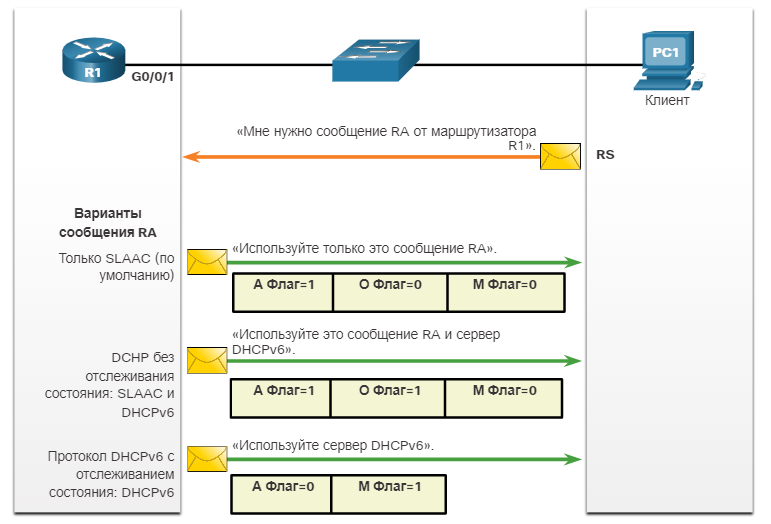 R1
G0/0/1
PC1
Клиент
«Мне нужно сообщение RA от маршрутизатора
R1».
RS
Варианты
сообщения RA
Только SLAAC (по
умолчанию)
«Используйте только это сообщение RA».
А Флаг=1 О Флаг=0 М Флаг=0
DCHP без
отслеживания
состояния: SLAAC и
DHCPv6
«Используйте это сообщение RA и сервер
DHCPv6».
А Флаг=1 О Флаг=1 М Флаг=0
Протокол DHCPv6 с
отслеживанием
состояния: DHCPv6
«Используйте сервер DHCPv6».
А Флаг=0 М Флаг=1